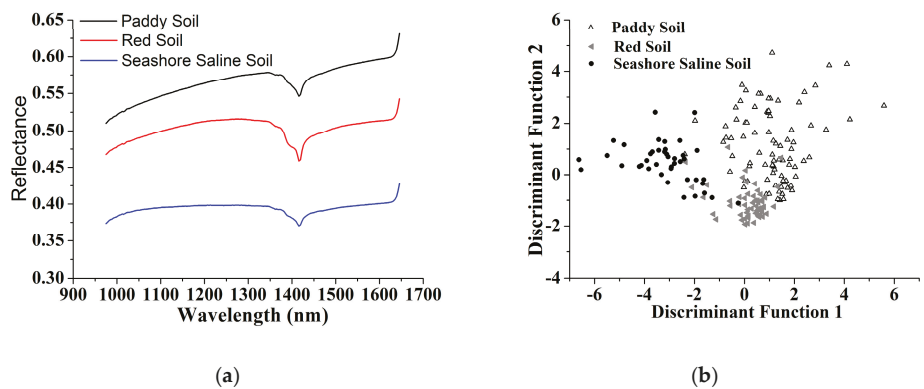 0.65
0.60
0.55
0.50
0.45
0.40
0.35
0.30
Reflectance
Paddy Soil
Red Soil
Seashore Saline Soil
900 1000 1100 1200 1300 1400 1500 1600 1700
Wavelength (nm)
(a)
6
4
2
0
-2
-4
Discriminant Function 2
Paddy Soil
Red Soil
Seashore Saline Soil
-6 -4 -2 0 2 4 6
Discriminant Function 1
(b)